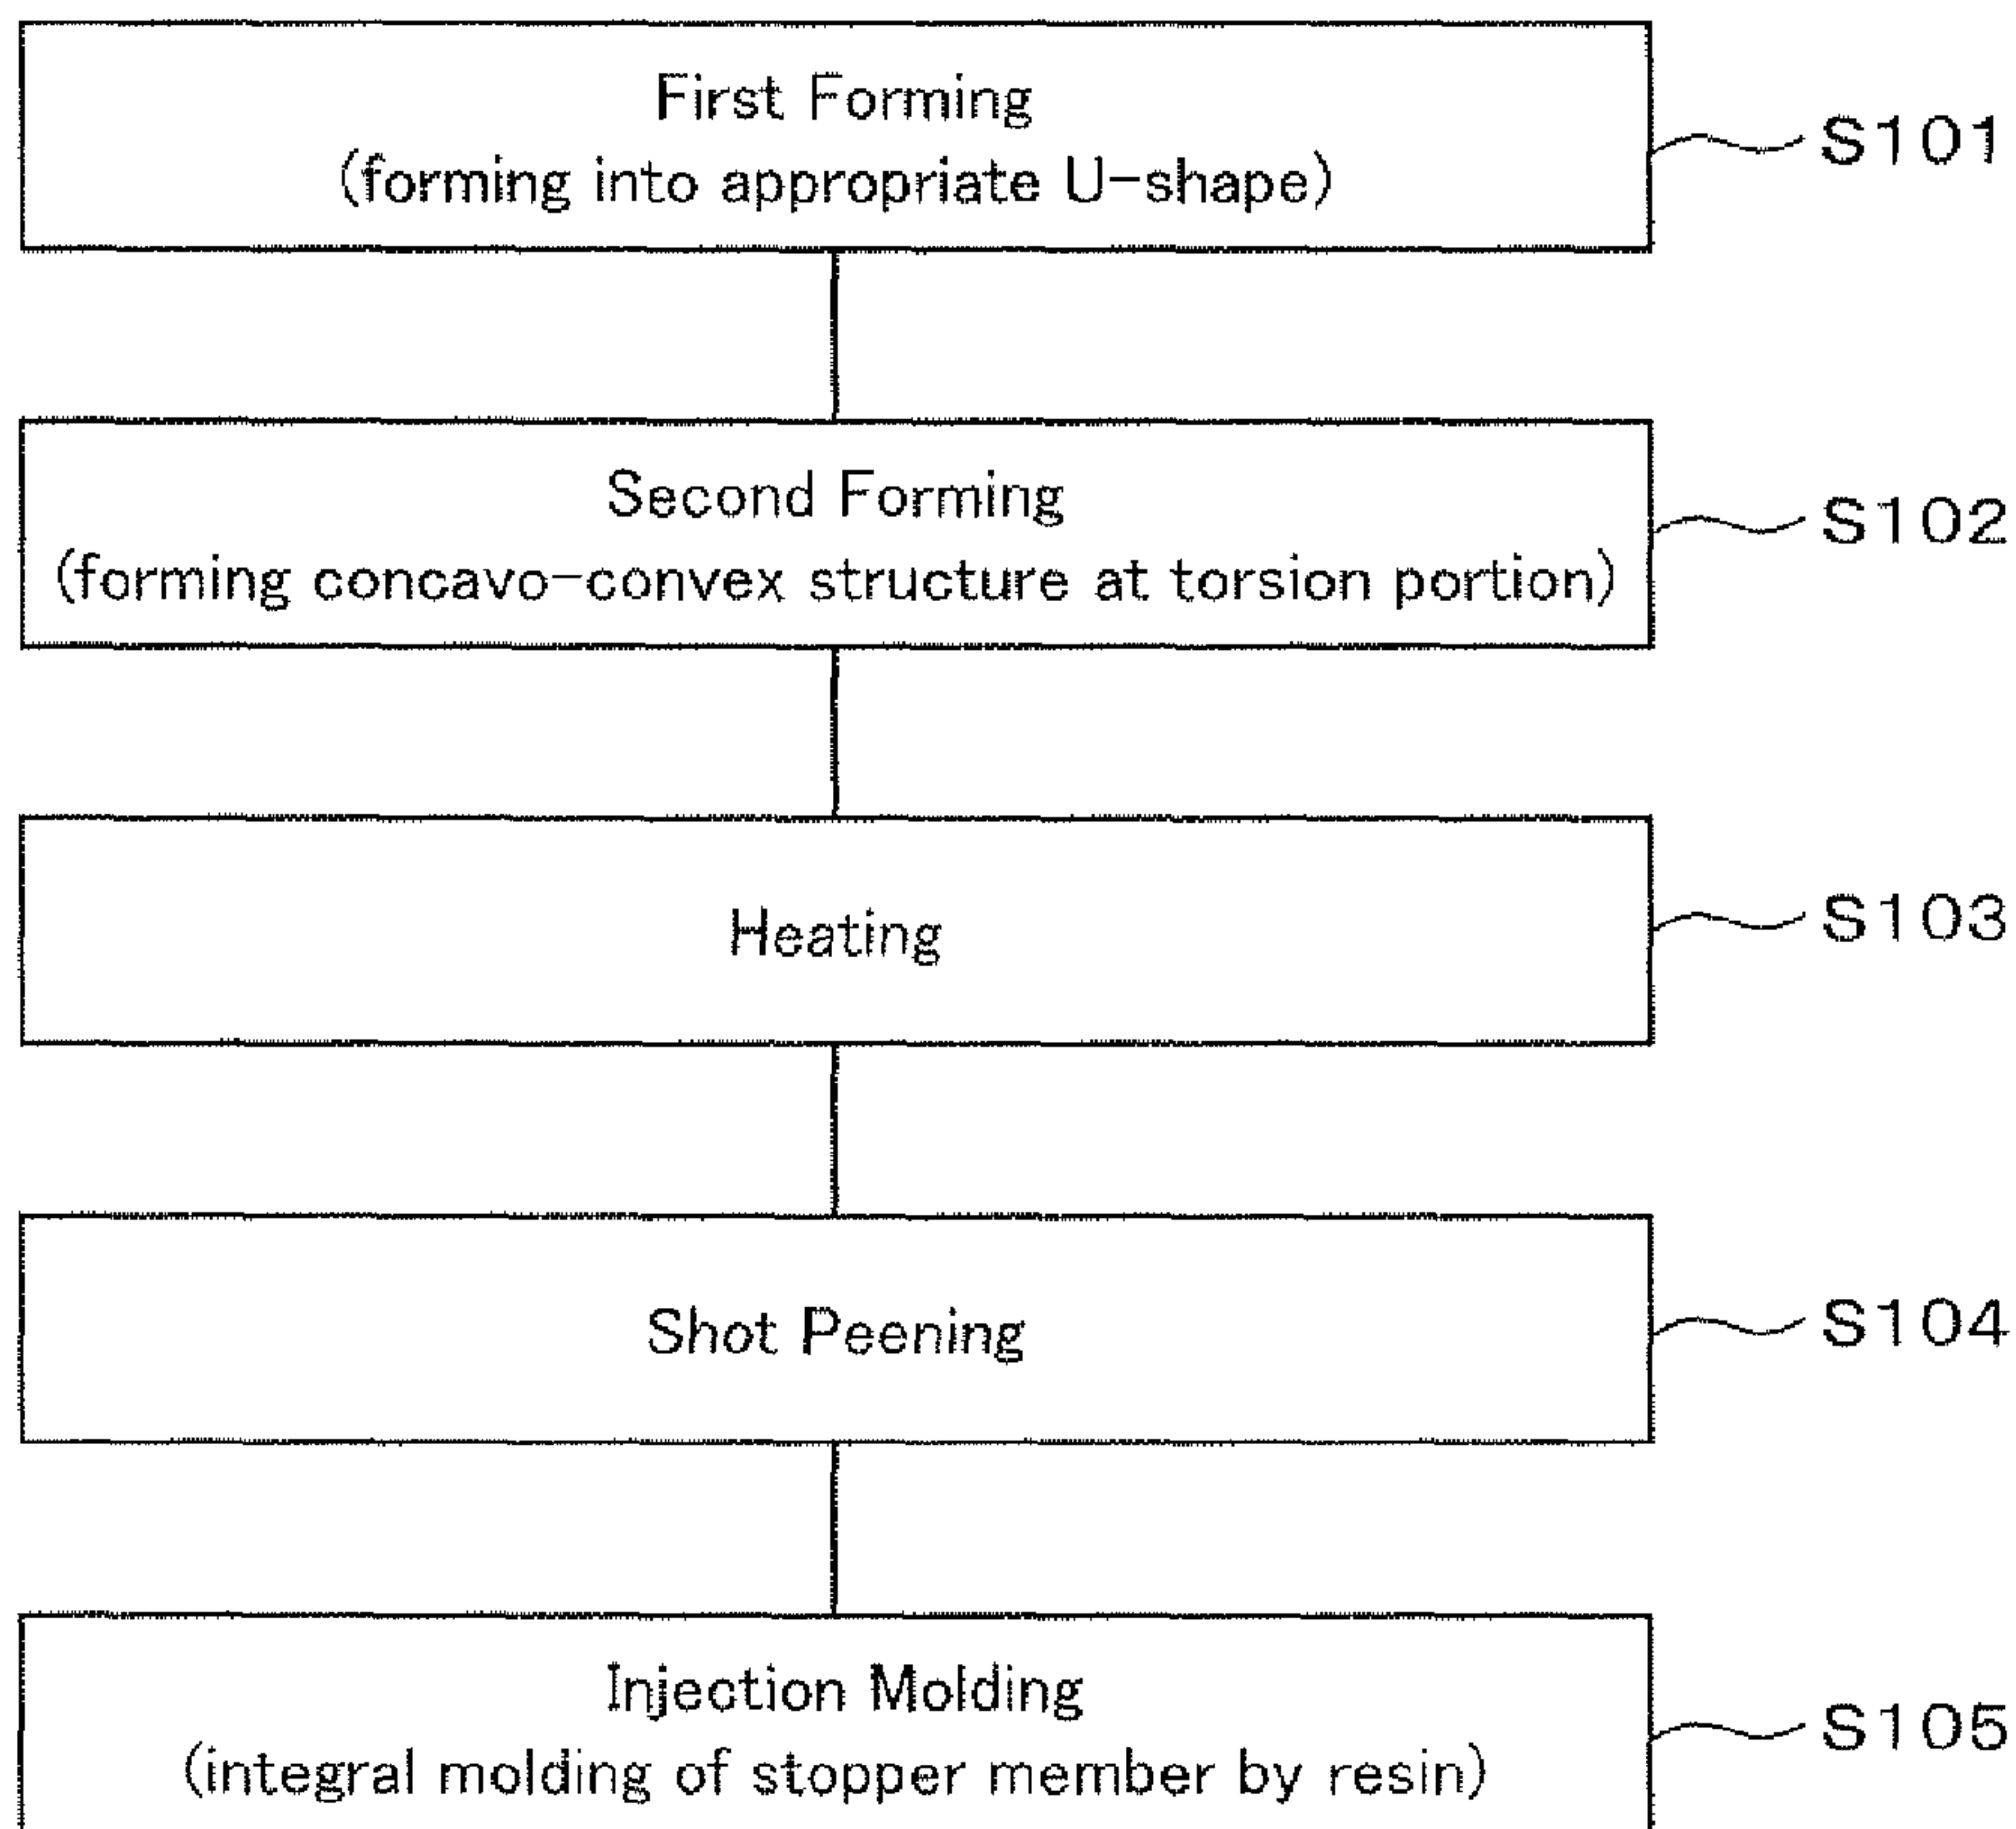 First Forming
(forming into appropriate U-shape)
S101
Second Forming
(forming concavo-convex structure at torsion portion)
S102
Heating
S103
Shot Peening
S104
Injection Molding
(integral molding of stopper member by resin)
S105